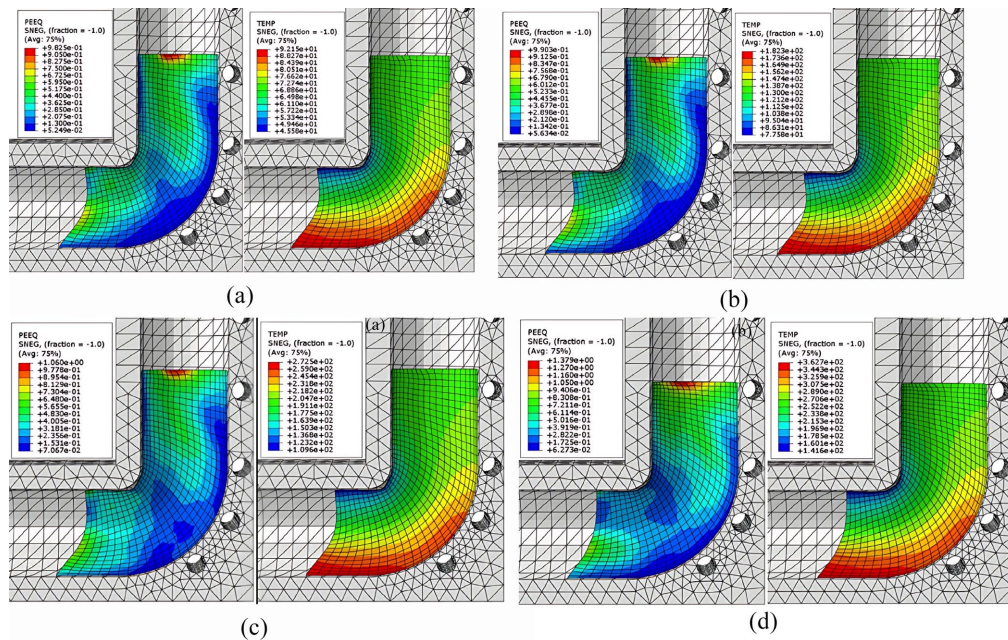 PEEQ
SNEG, (fraction = -1.0)
(Avg: 75%)
+9.825e-01
+9.050e-01
+8.275e-01
+7.500e-01
+6.725e-01
+5.950e-01
+5.175e-01
+4.400e-01
+3.625e-01
+2.850e-01
+2.075e-01
+1.300e-01
+5.249e-02
TEMP
SNEG, (fraction = -1.0)
(Avg: 75%)
+9.215e+01
+8.827e+01
+8.439e+01
+8.051e+01
+7.662e+01
+7.274e+01
+6.886e+01
+6.498e+01
+6.110e+01
+5.722e+01
+5.334e+01
+4.946e+01
+4.558e+01
(a)
PEEQ
SNEG, (fraction = -1.0)
(Avg: 75%)
+9.903e-01
+9.125e-01
+8.347e-01
+7.568e-01
+6.790e-01
+6.012e-01
+5.233e-01
+4.455e-01
+3.677e-01
+2.898e-01
+2.120e-01
+1.342e-01
+5.634e-02
TEMP
SNEG, (fraction = -1.0)
(Avg: 75%)
+1.823e+02
+1.736e+02
+1.649e+02
+1.562e+02
+1.474e+02
+1.387e+02
+1.300e+02
+1.212e+02
+1.125e+02
+1.038e+02
+9.504e+01
+8.631e+01
+7.758e+01
(b)
PEEQ
SNEG, (fraction = -1.0)
(Avg: 75%)
+1.060e+00
+9.778e-01
+8.954e-01
+8.129e-01
+7.304e-01
+6.480e-01
+5.655e-01
+4.830e-01
+4.005e-01
+3.181e-01
+2.356e-01
+1.531e-01
+7.067e-02
(a)
TEMP
SNEG, (fraction = -1.0)
(Avg: 75%)
+2.725e+02
+2.590e+02
+2.454e+02
+2.318e+02
+2.182e+02
+2.047e+02
+1.911e+02
+1.775e+02
+1.639e+02
+1.503e+02
+1.368e+02
+1.232e+02
+1.096e+02
(c)
PEEQ
SNEG, (fraction = -1.0)
(Avg: 75%)
+1.379e+00
+1.270e+00
+1.160e+00
+1.050e+00
+9.406e-01
+8.308e-01
+7.211e-01
+6.114e-01
+5.016e-01
+3.919e-01
+2.822e-01
+1.725e-01
+6.273e-02
(b)
TEMP
SNEG, (fraction = -1.0)
(Avg: 75%)
+3.627e+02
+3.443e+02
+3.259e+02
+3.075e+02
+2.890e+02
+2.706e+02
+2.522e+02
+2.338e+02
+2.153e+02
+1.969e+02
+1.785e+02
+1.601e+02
+1.416e+02
(d)